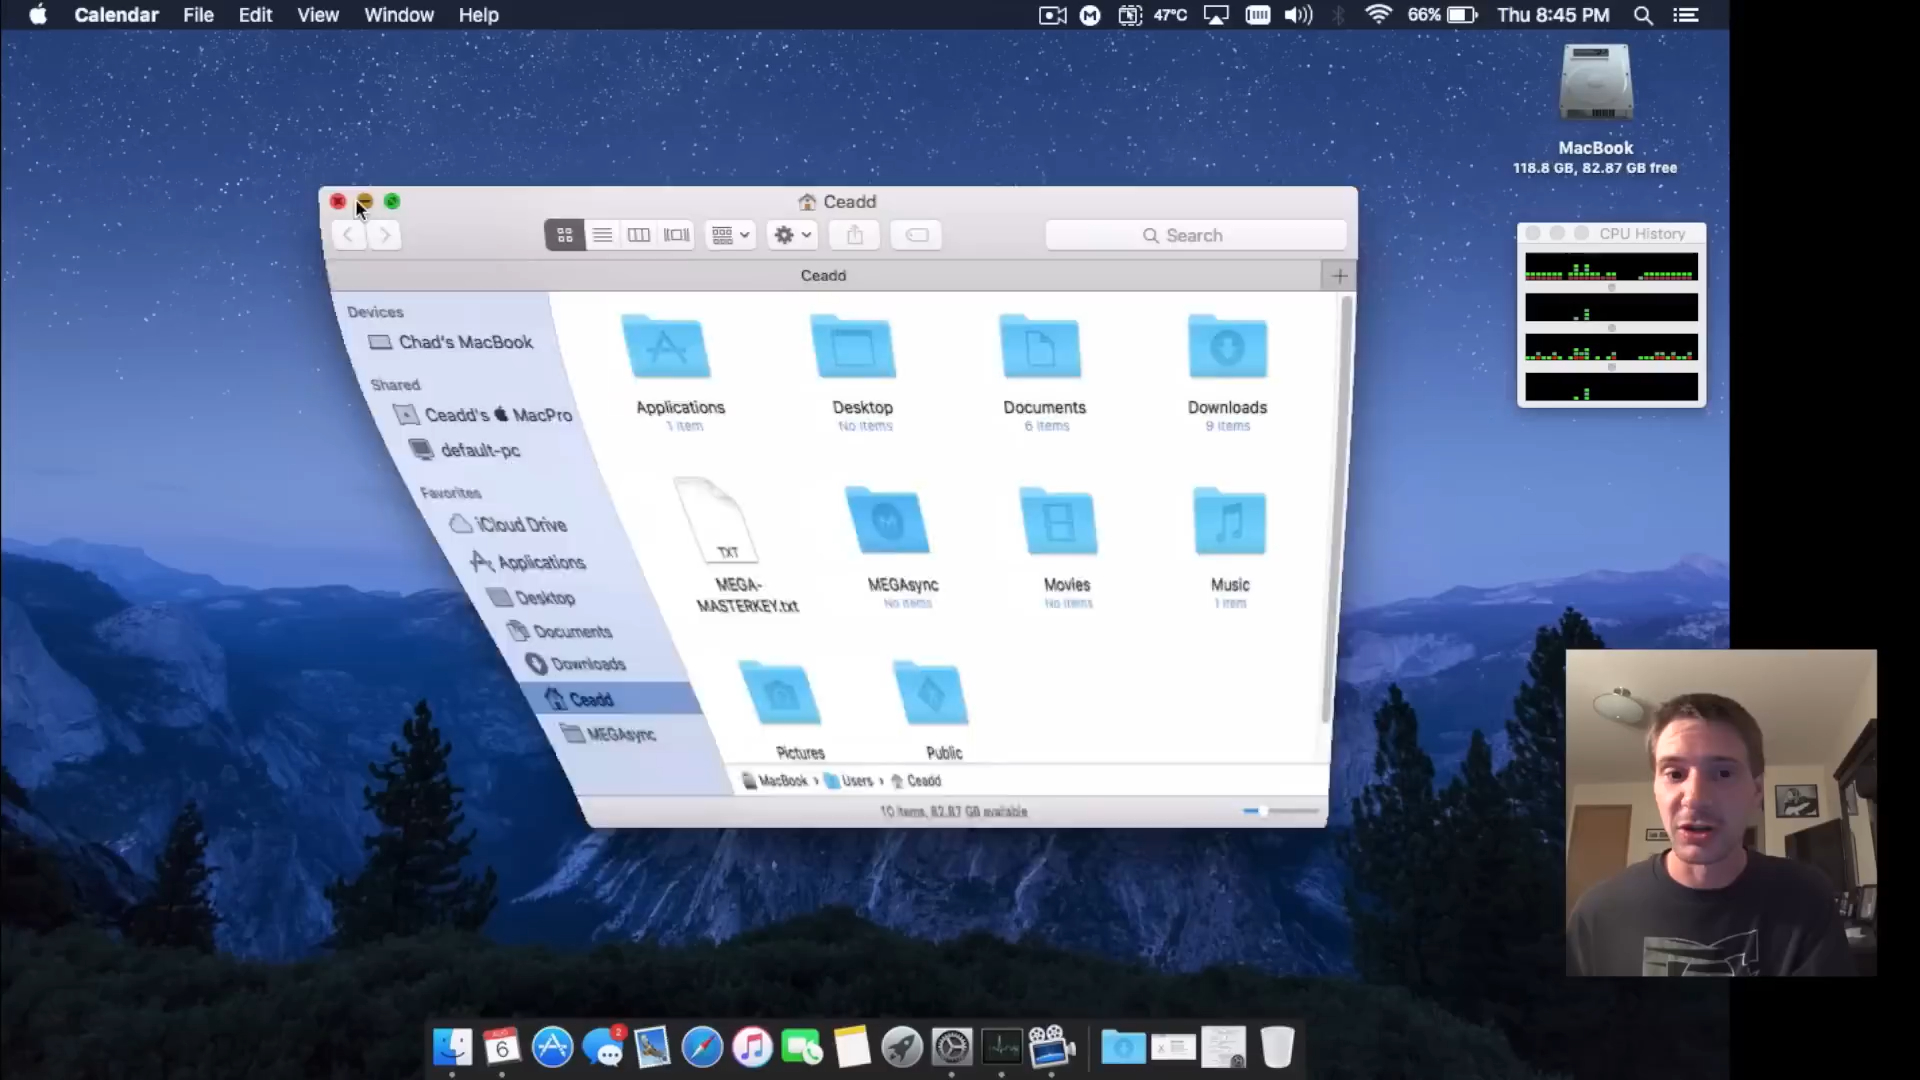 Calendar File Edit View Window Help
47°C 66% Thu 8:45 PM
MacBook
118.8 GB, 82.87 GB free
CPU History
Ceadd
Search
Ceadd
Devices
Chad's MacBook
Shared
Ceadd's  MacPro
default-pc
Favorites
iCloud Drive
Applications
Desktop
Documents
Downloads
Ceadd
MEGAsync
Applications
1 item
Desktop
No items
Documents
6 items
Downloads
9 items
TXT
MEGA-
MASTERKEY.txt
MEGAsync
No items
Movies
No items
Music
1 item
Pictures
Public
MacBook › Users › Ceadd
10 items, 82.87 GB available
AUG
6
2